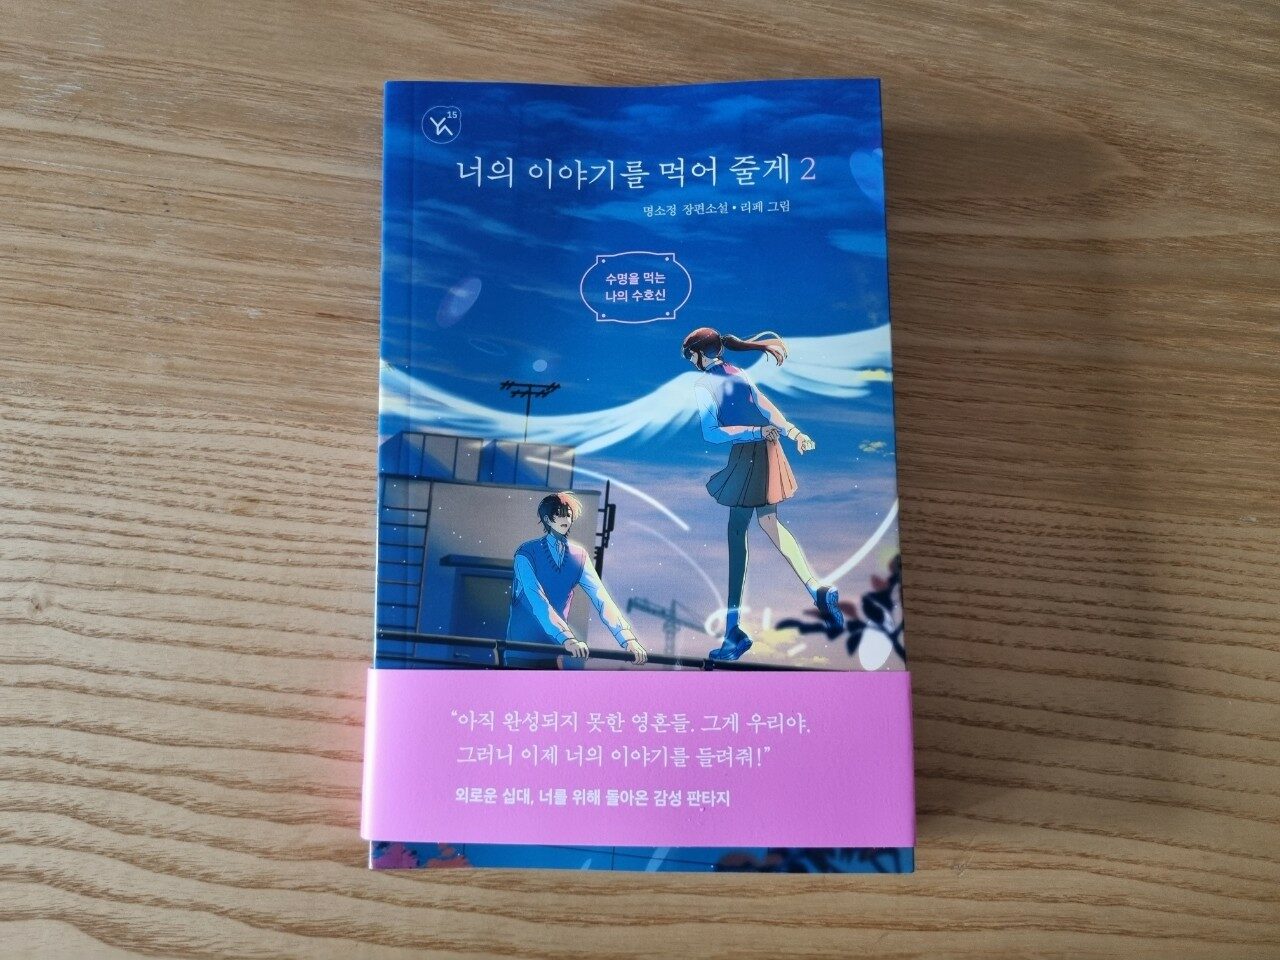 YA 15
너의 이야기를 먹어 줄게 2
명소정 장편소설 • 리페 그림
수명을 먹는
나의 수호신
“아직 완성되지 못한 영혼들. 그게 우리야.
그러니 이제 너의 이야기를 들려줘!”
외로운 십대, 너를 위해 돌아온 감성 판타지